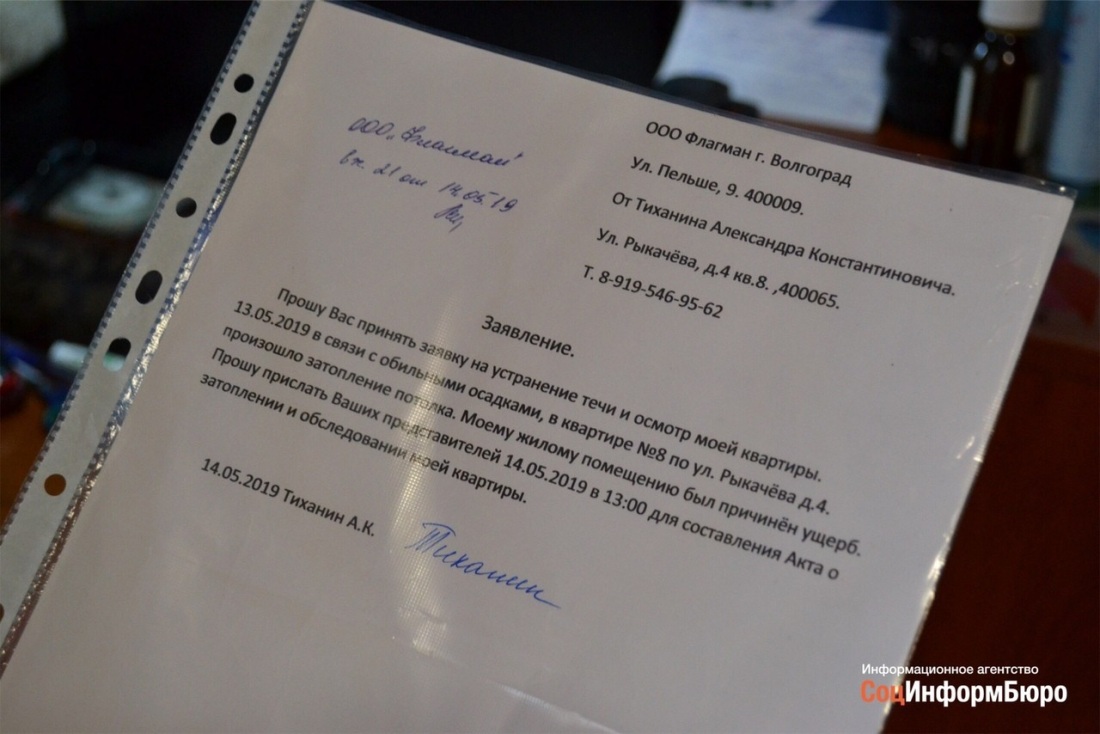 ООО „Флагман"
вх. 21 от 14.05.19
ООО Флагман г. Волгоград
Ул. Пельше, 9. 400009.
От Тиханина Александра Константиновича.
Ул. Рыкачёва, д.4 кв.8. ,400065.
Т. 8-919-546-95-62
Заявление.
Прошу Вас принять заявку на устранение течи и осмотр моей квартиры.
13.05.2019 в связи с обильными осадками, в квартире №8 по ул. Рыкачёва д.4.
произошло затопление потолка. Моему жилому помещению был причинён ущерб.
Прошу прислать Ваших представителей 14.05.2019 в 13:00 для составления Акта о
затоплении и обследовании моей квартиры.
14.05.2019 Тиханин А.К. Тиханин
Информационное агентство
СоцИнформБюро